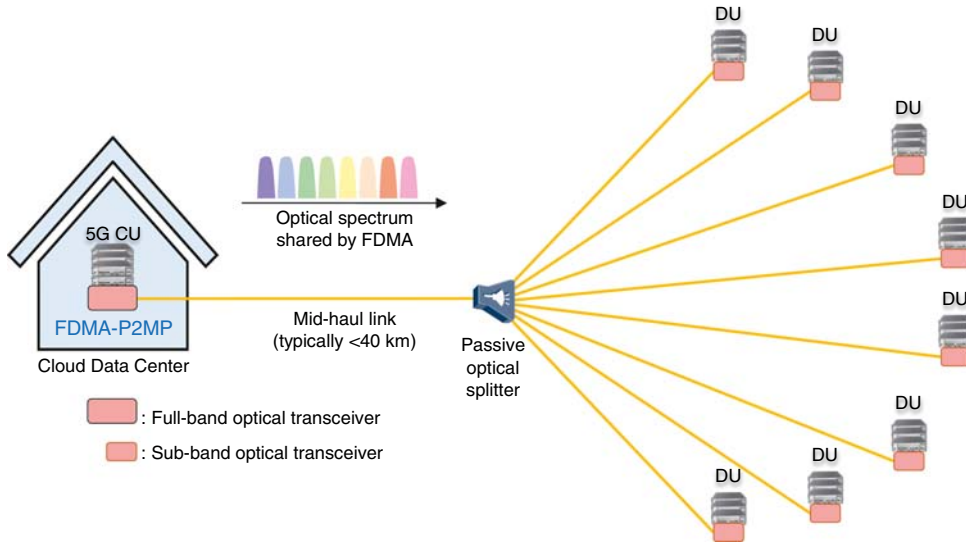 DU
DU
DU
DU
DU
DU
DU
DU
Optical spectrum
shared by FDMA
5G CU
FDMA-P2MP
Cloud Data Center
Mid-haul link
(typically <40 km)
Passive
optical
splitter
: Full-band optical transceiver
: Sub-band optical transceiver